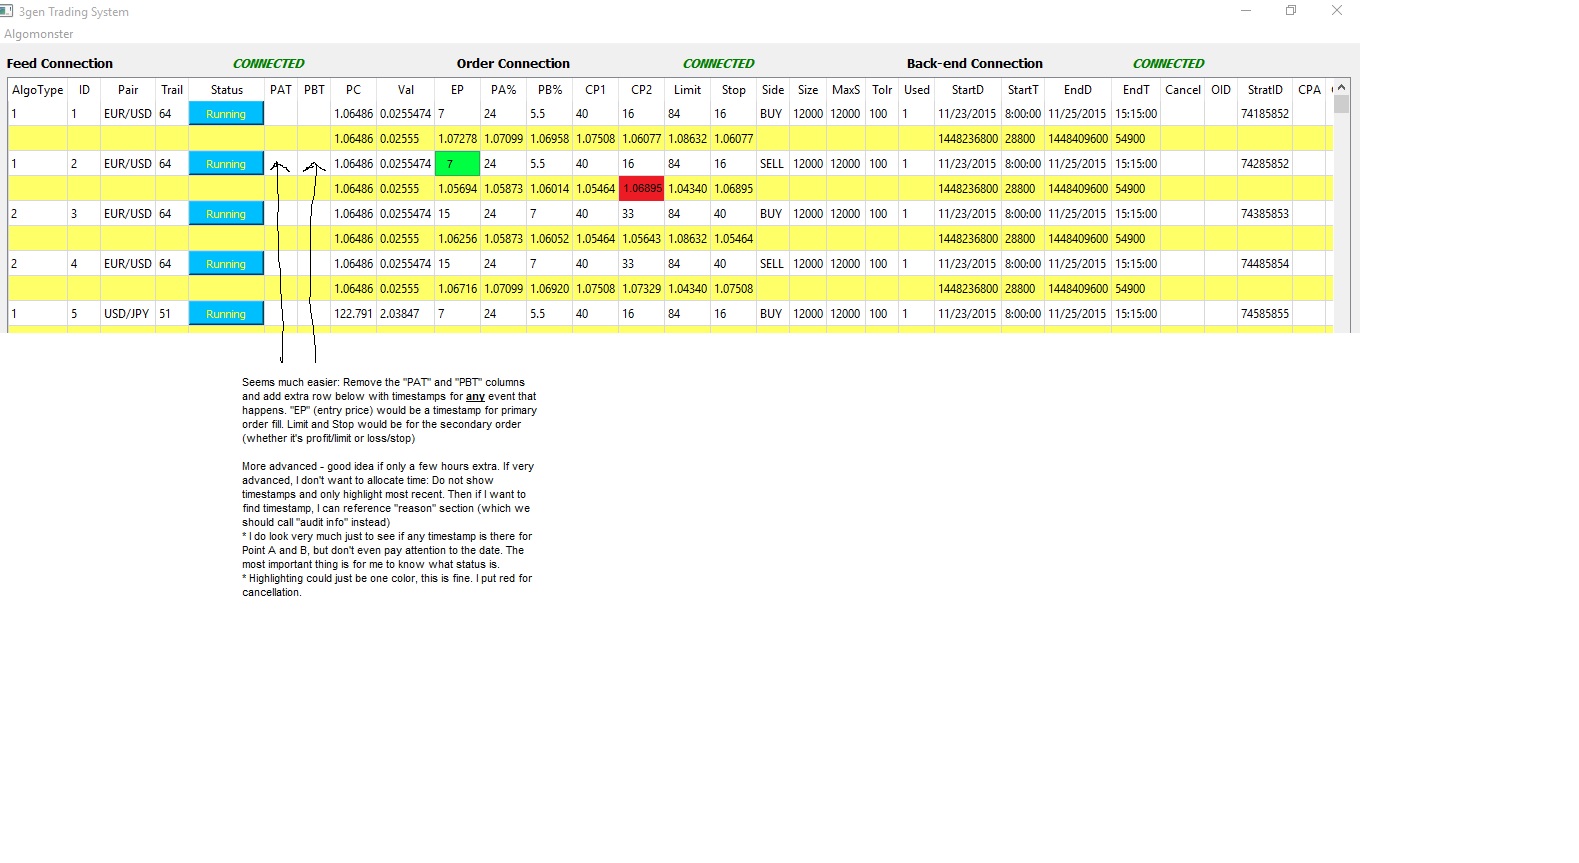 3gen Trading System
Algomonster
Feed Connection CONNECTED Order Connection CONNECTED Back-end Connection CONNECTED
AlgoType ID Pair Trail Status PAT PBT PC Val EP PA% PB% CP1 CP2 Limit Stop Side Size MaxS Tolr Used StartD StartT EndD EndT Cancel OID StratID CPA
1 1 EUR/USD 64 Running 1.06486 0.0255474 7 24 5.5 40 16 84 16 BUY 12000 12000 100 1 11/23/2015 8:00:00 11/25/2015 15:15:00 74185852
1.06486 0.02555 1.07278 1.07099 1.06958 1.07508 1.06077 1.08632 1.06077 1448236800 28800 1448409600 54900
1 2 EUR/USD 64 Running 1.06486 0.0255474 7 24 5.5 40 16 84 16 SELL 12000 12000 100 1 11/23/2015 8:00:00 11/25/2015 15:15:00 74285852
1.06486 0.02555 1.05694 1.05873 1.06014 1.05464 1.06895 1.04340 1.06895 1448236800 28800 1448409600 54900
2 3 EUR/USD 64 Running 1.06486 0.0255474 15 24 7 40 33 84 40 BUY 12000 12000 100 1 11/23/2015 8:00:00 11/25/2015 15:15:00 74385853
1.06486 0.02555 1.06256 1.05873 1.06052 1.05464 1.05643 1.08632 1.05464 1448236800 28800 1448409600 54900
2 4 EUR/USD 64 Running 1.06486 0.0255474 15 24 7 40 33 84 40 SELL 12000 12000 100 1 11/23/2015 8:00:00 11/25/2015 15:15:00 74485854
1.06486 0.02555 1.06716 1.07099 1.06920 1.07508 1.07329 1.04340 1.07508 1448236800 28800 1448409600 54900
1 5 USD/JPY 51 Running 122.791 2.03847 7 24 5.5 40 16 84 16 BUY 12000 12000 100 1 11/23/2015 8:00:00 11/25/2015 15:15:00 74585855
Seems much easier: Remove the "PAT" and "PBT" columns
and add extra row below with timestamps for any event that
happens. "EP" (entry price) would be a timestamp for primary
order fill. Limit and Stop would be for the secondary order
(whether it's profit/limit or loss/stop)
More advanced - good idea if only a few hours extra. If very
advanced, I don't want to allocate time: Do not show
timestamps and only highlight most recent. Then if I want to
find timestamp, I can reference "reason" section (which we
should call "audit info" instead)
* I do look very much just to see if any timestamp is there for
Point A and B, but don't even pay attention to the date. The
most important thing is for me to know what status is.
* Highlighting could just be one color, this is fine. I put red for
cancellation.